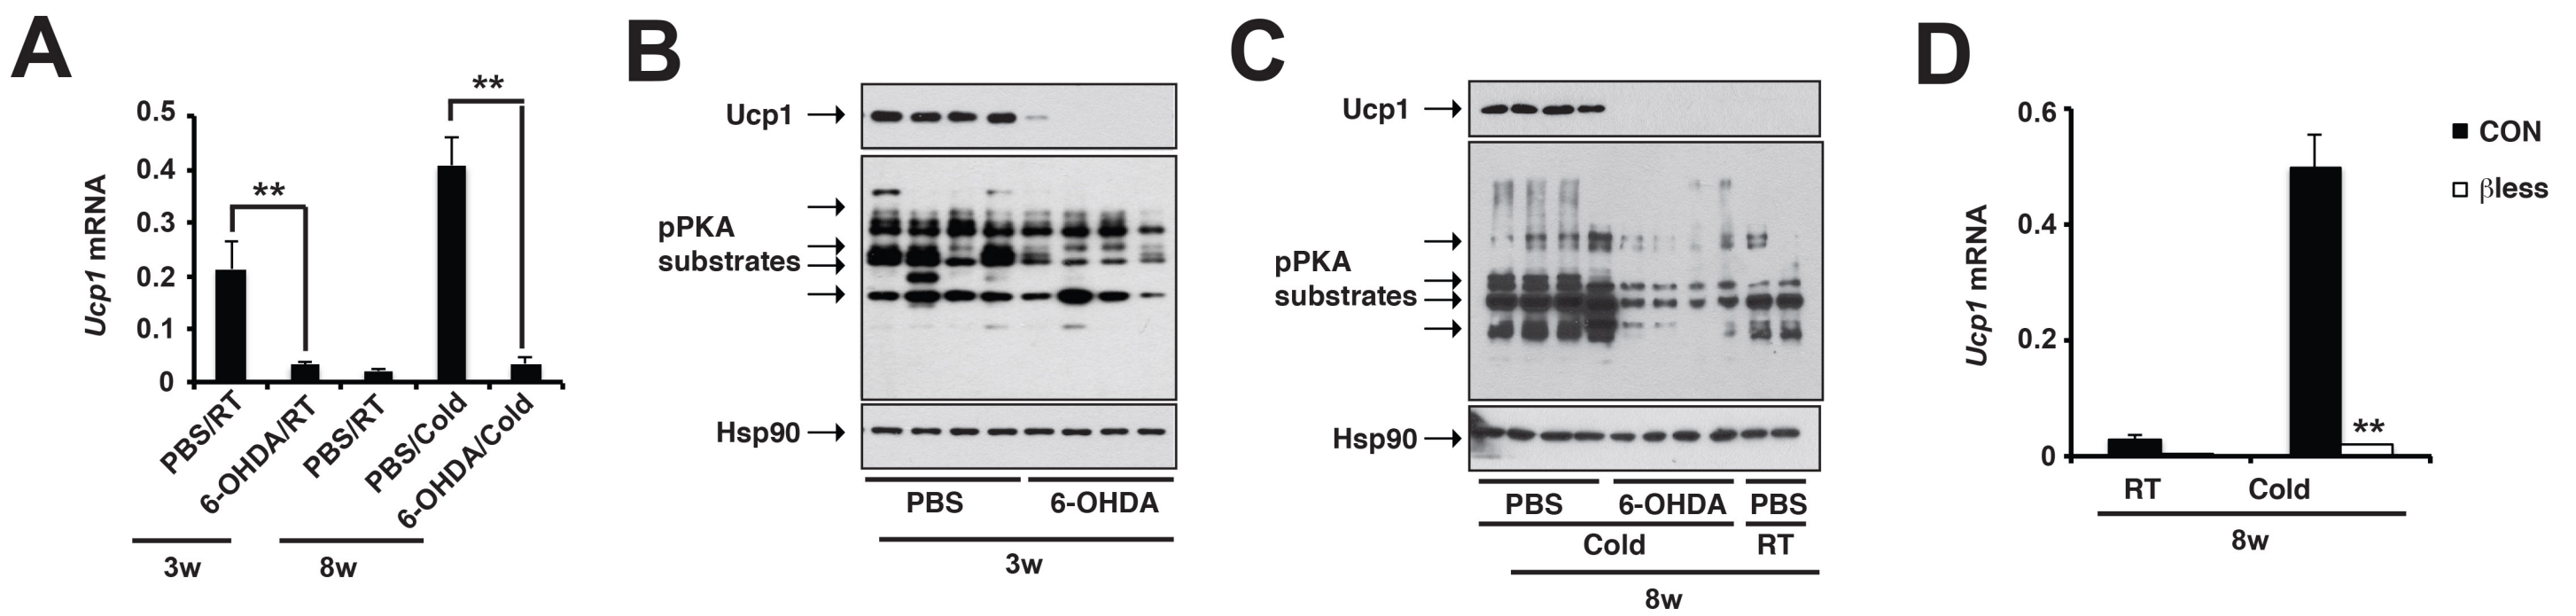 A
**
**
0.5
0.4
0.3
0.2
0.1
0
Ucp1 mRNA
PBS/RT
6-OHDA/RT
PBS/RT
PBS/Cold
6-OHDA/Cold
3w
8w
B
Ucp1
pPKA
substrates
Hsp90
PBS
6-OHDA
3w
C
Ucp1
pPKA
substrates
Hsp90
PBS
6-OHDA
PBS
Cold
RT
8w
D
0.6
0.4
0.2
0
Ucp1 mRNA
CON
βless
**
RT
Cold
8w